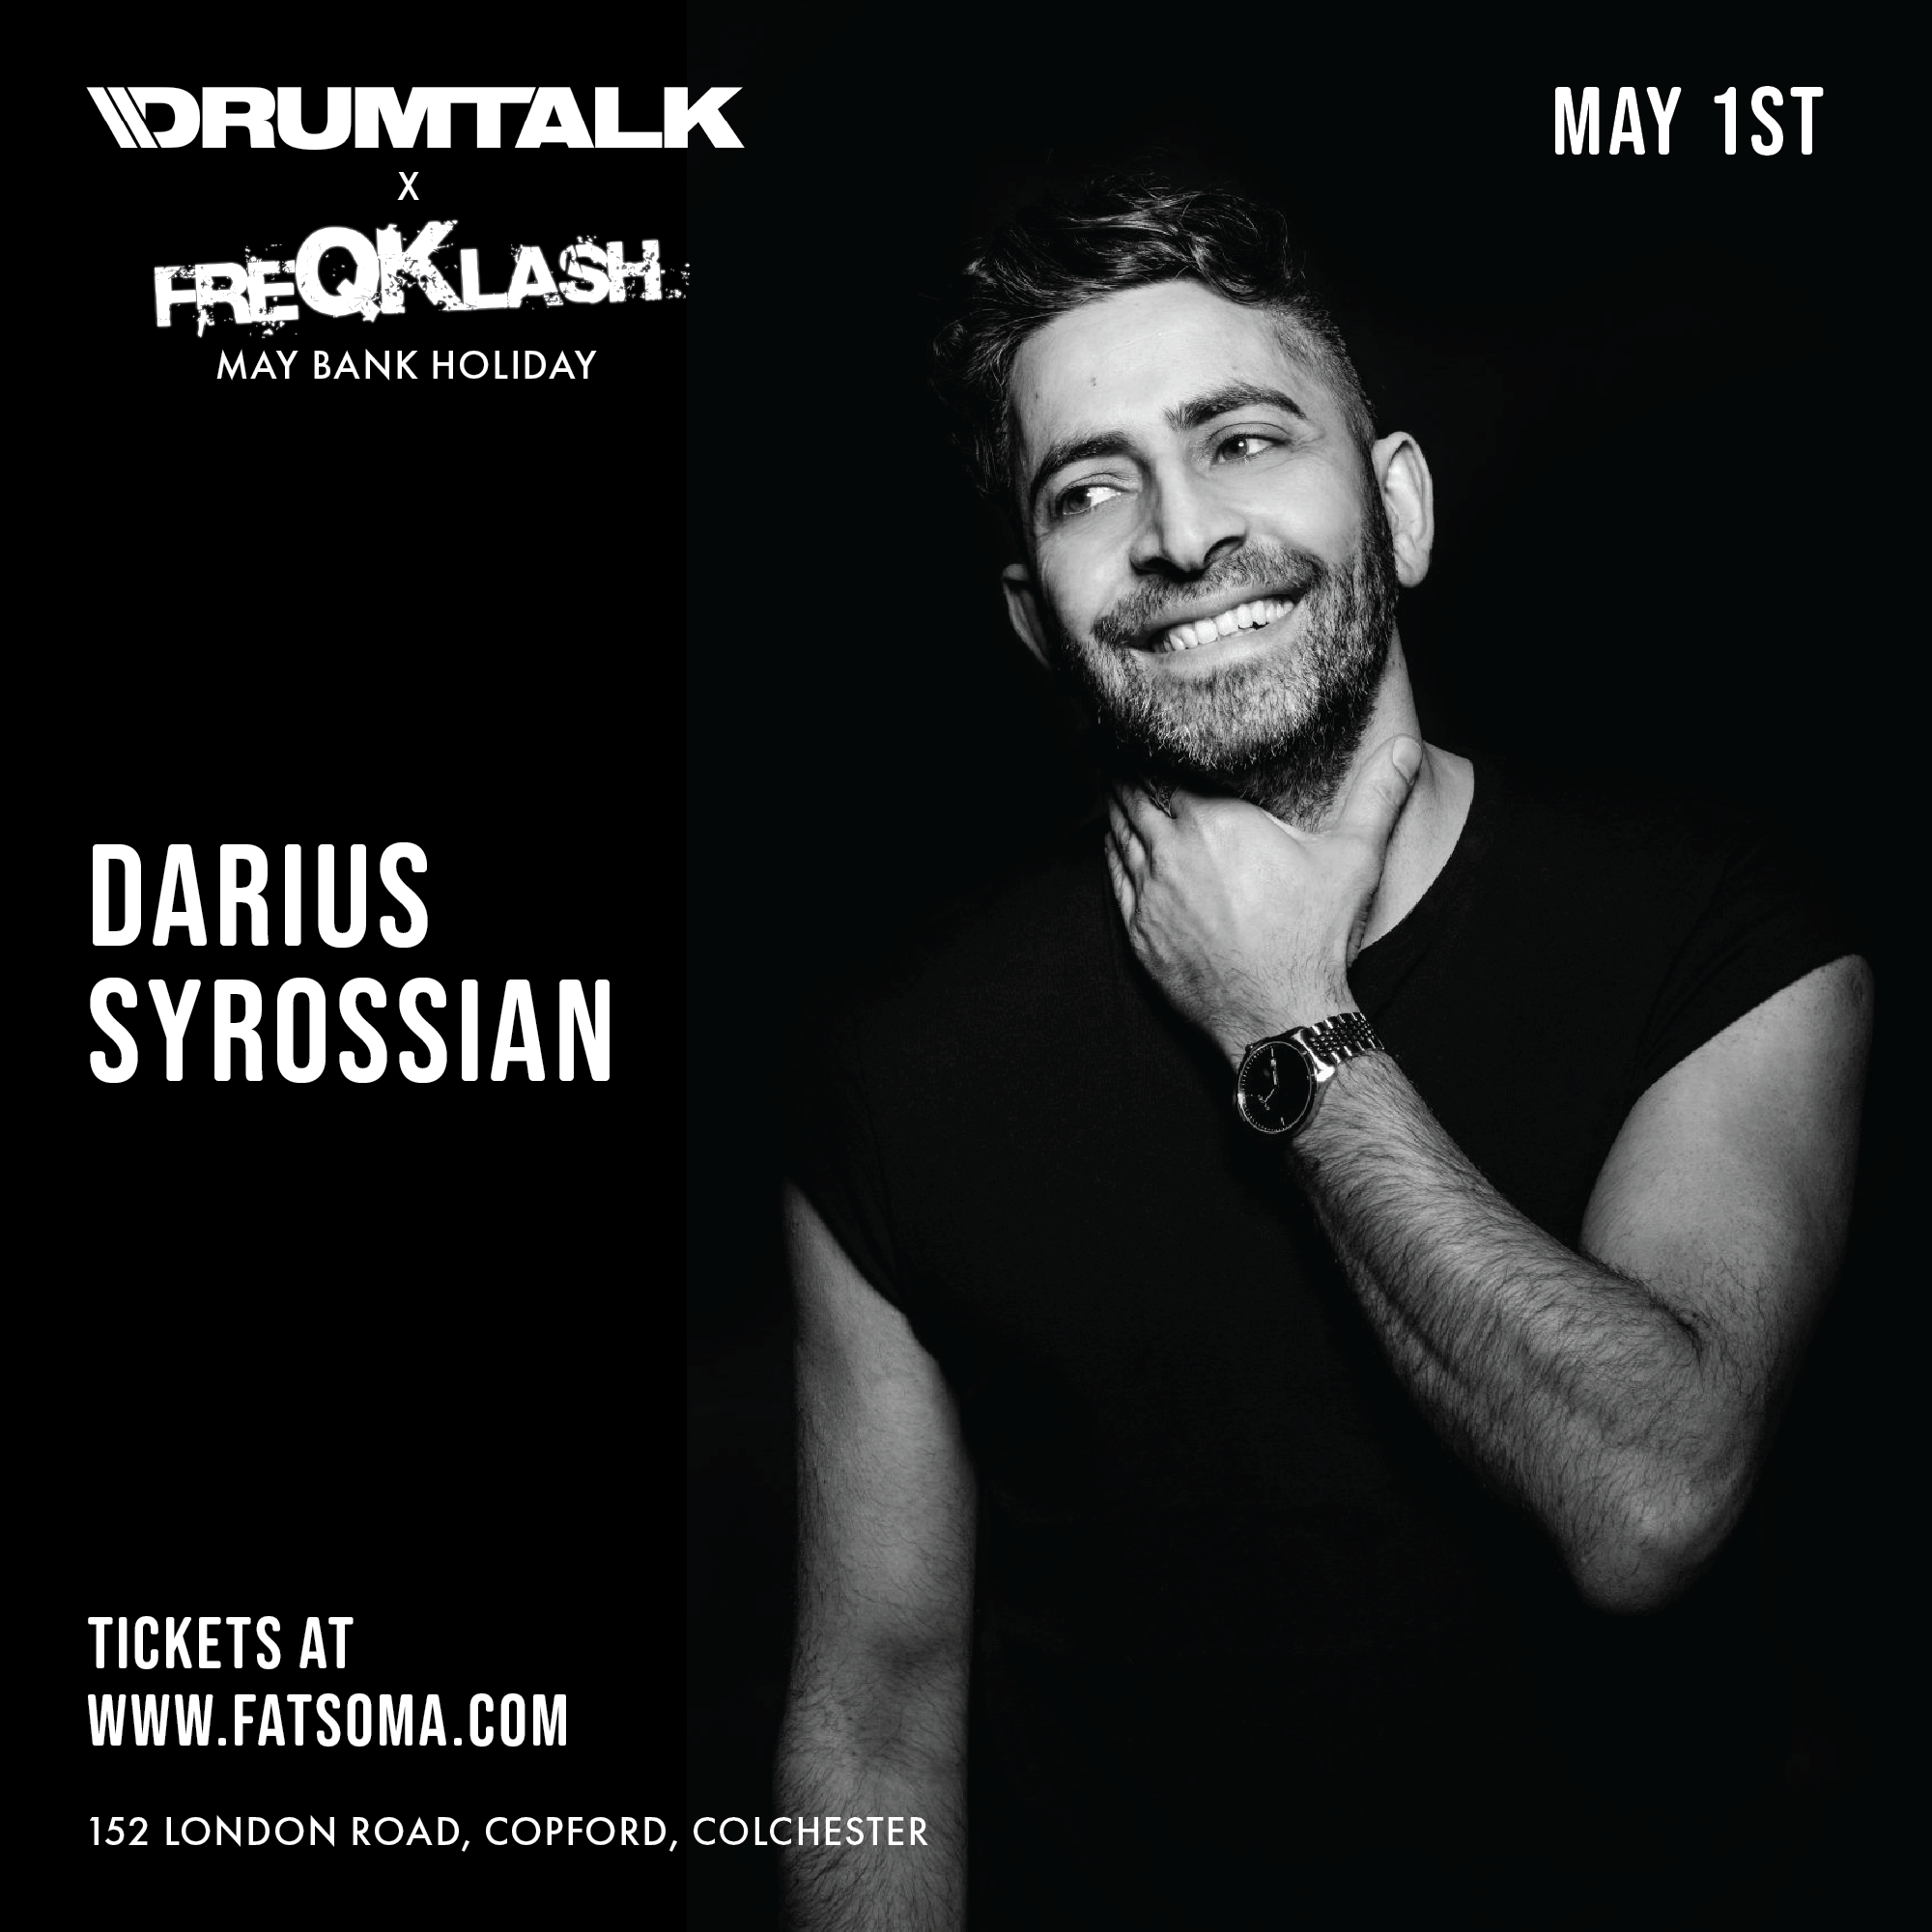 DRUMTALK
X
FREQKLASH
MAY BANK HOLIDAY
MAY 1ST
DARIUS
SYROSSIAN
TICKETS AT
WWW.FATSOMA.COM
152 LONDON ROAD, COPFORD, COLCHESTER